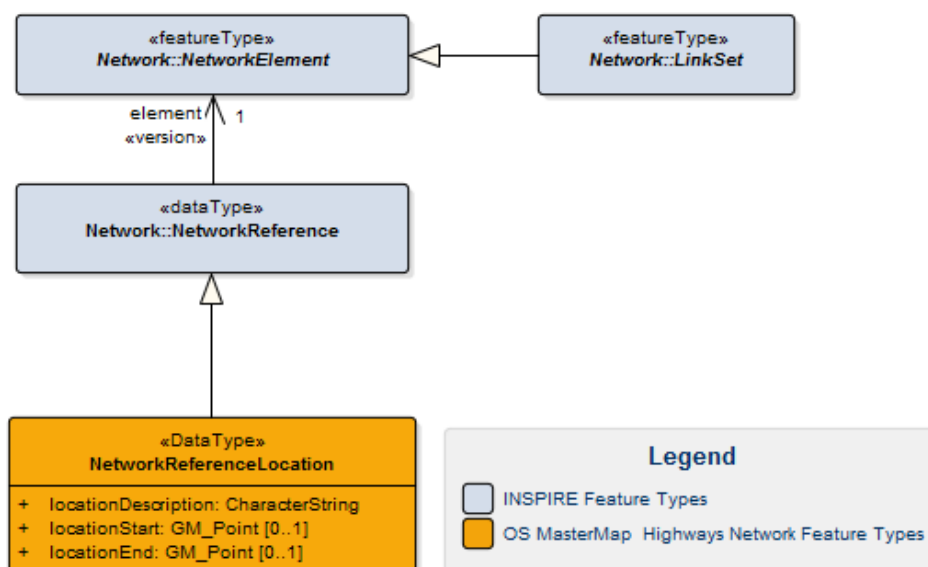 «featureType»
Network::NetworkElement
«featureType»
Network::LinkSet
element
1
«version»
«dataType»
Network::NetworkReference
«DataType»
NetworkReferenceLocation
+ locationDescription: CharacterString
+ locationStart: GM_Point [0..1]
+ locationEnd: GM_Point [0..1]
Legend
INSPIRE Feature Types
OS MasterMap Highways Network Feature Types